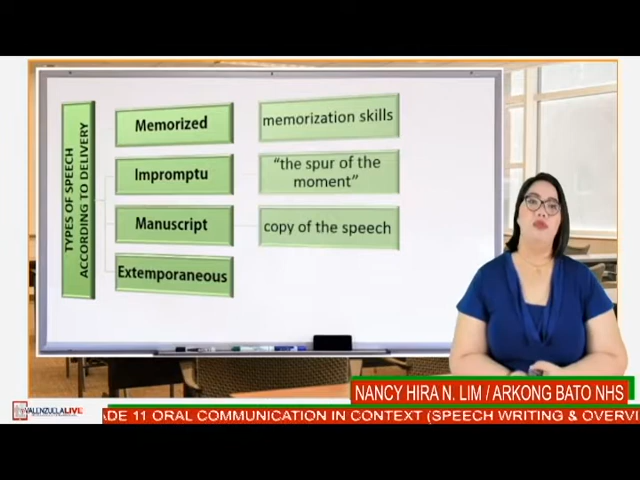 TYPES OF SPEECH
ACCORDING TO DELIVERY
Memorized
memorization skills
Impromptu
“the spur of the
moment”
Manuscript
copy of the speech
Extemporaneous
NANCY HIRA N. LIM / ARKONG BATO NHS
VALENZUELALIVE
ADE 11 ORAL COMMUNICATION IN CONTEXT (SPEECH WRITING & OVERVI